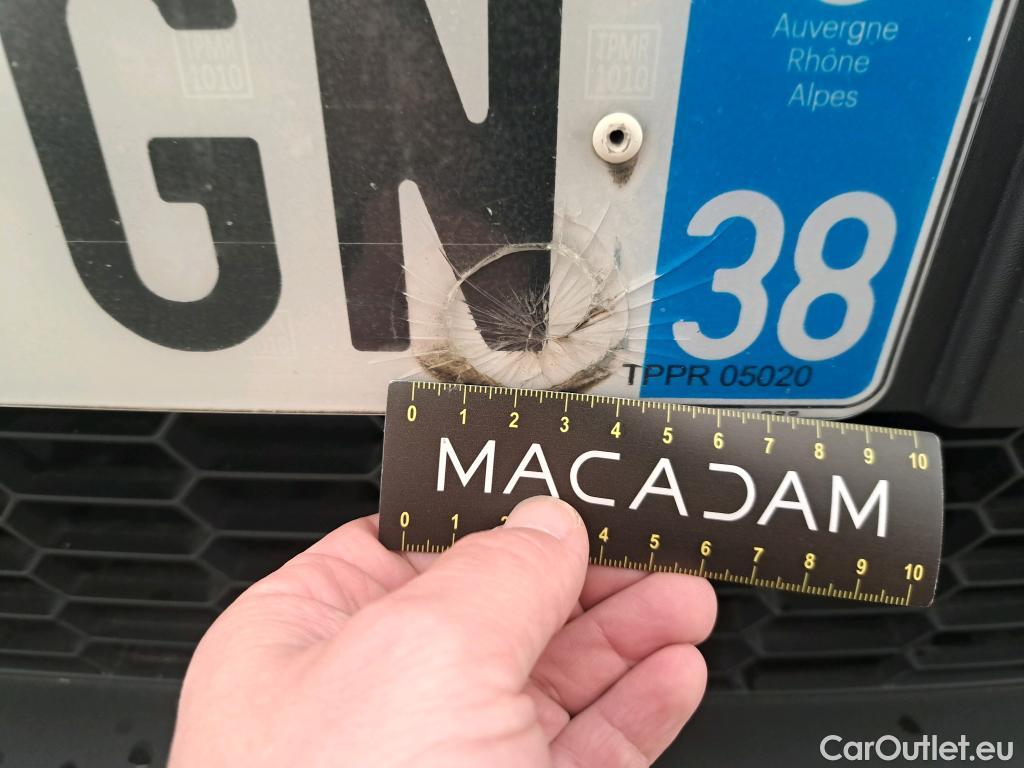 GN
TPMR
1010
TPMR
1010
Auvergne
Rhône
Alpes
38
TPPR 05020
0 1 2 3 4 5 6 7 8 9 10
MACADAM
0 1 2 4 5 6 7 8 9 10
CarOutlet.eu